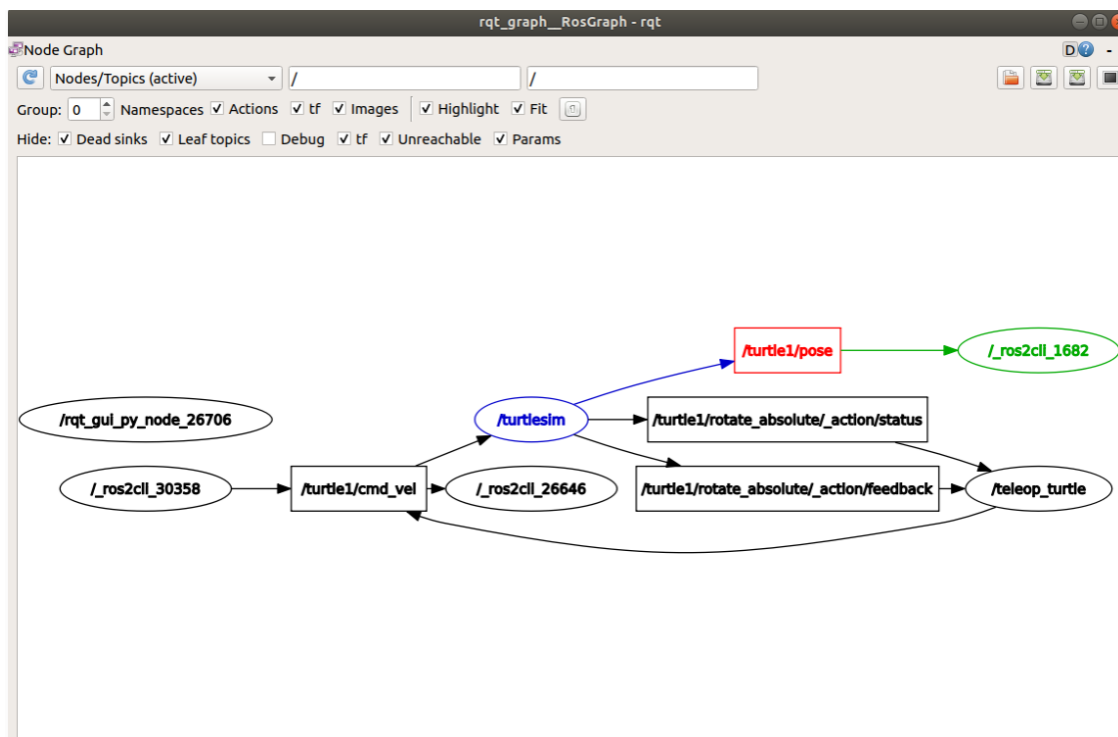 rqt_graph__RosGraph - rqt
Node Graph
D
-
Nodes/Topics (active) / /
Group: 0 Namespaces Actions tf Images Highlight Fit
Hide: Dead sinks Leaf topics Debug tf Unreachable Params
/turtle1/pose
/_ros2cli_1682
/rqt_gui_py_node_26706
/turtlesim
/turtle1/rotate_absolute/_action/status
/_ros2cli_30358
/turtle1/cmd_vel
/_ros2cli_26646
/turtle1/rotate_absolute/_action/feedback
/teleop_turtle